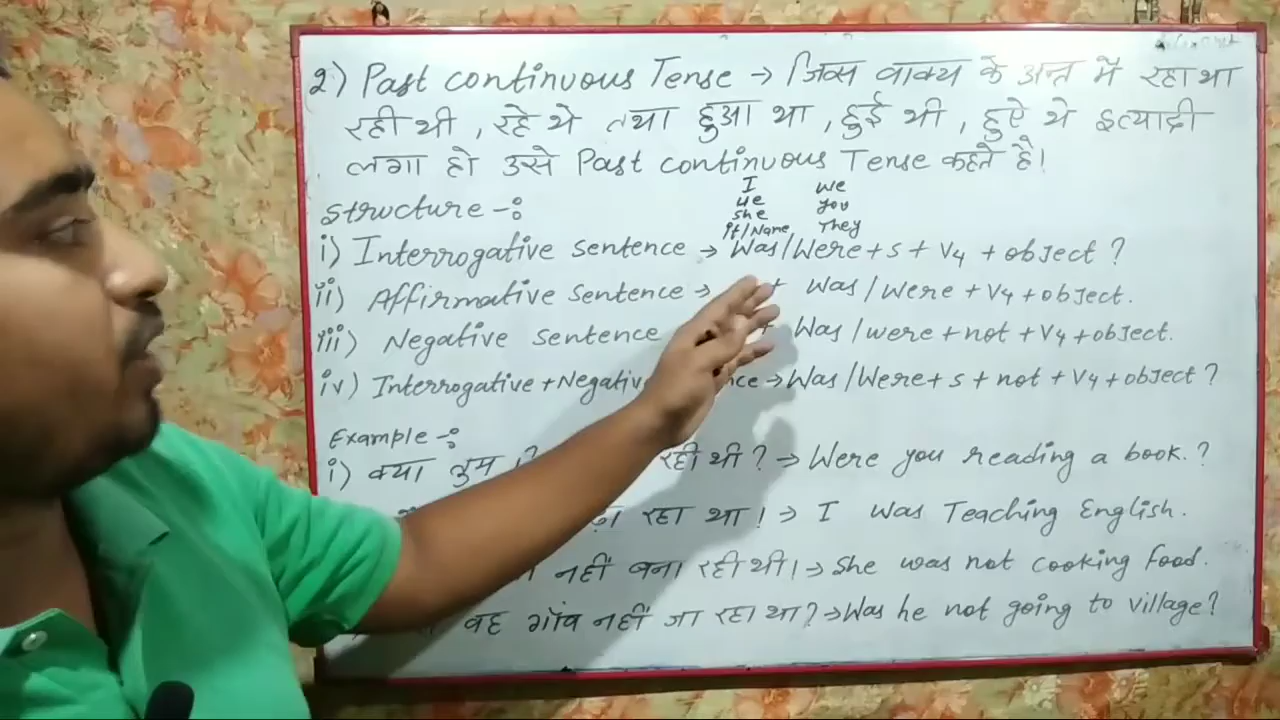 2) Past continuous Tense → जिस वाक्य के अन्त में रहा था
रही थी, रहे थे तथा हुआ था, हुई थी, हुऐ थे इत्यादी
लगा हो उसे Past continuous Tense कहते है।
Structure -:
I We
He You
She They
it/Name
i) Interrogative Sentence → Was/Were + s + V4 + object ?
ii) Affirmative Sentence → + Was/Were + V4 + object.
iii) Negative Sentence + Was/were + not + V4 + object.
iv) Interrogative + Negative → Was/Were + s + not + V4 + object ?
Example -:
i) क्या तुम रही थी ? → Were you reading a book. ?
रहा था। → I was Teaching English.
नहीं बना रही थी। → She was not cooking food.
वह गाँव नहीं जा रहा था? → Was he not going to village?